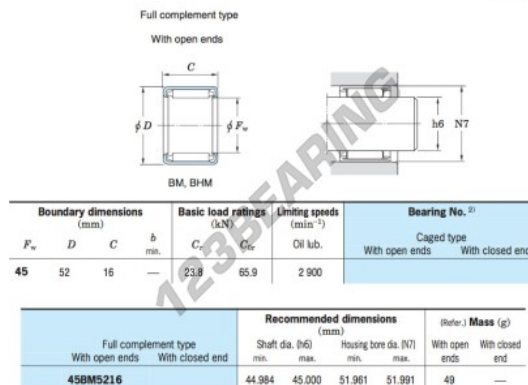 Full complement type
With open ends
C
ϕ D
ϕ Fw
h6 N7
BM, BHM
123BEARING
Boundary dimensions (mm) Basic load ratings (kN) Limiting speeds (min⁻¹) Bearing No. 2)
Fw D C b min. Cr C0r Oil lub. Caged type
With open ends With closed end
45 52 16 — 23.8 65.9 2 900
Recommended dimensions (mm) (Refer.) Mass (g)
Full complement type Shaft dia. (h6) Housing bore dia. (N7) With open ends With closed end
With open ends With closed end min. max. min. max.
45BM5216 44.984 45.000 51.961 51.991 49 —